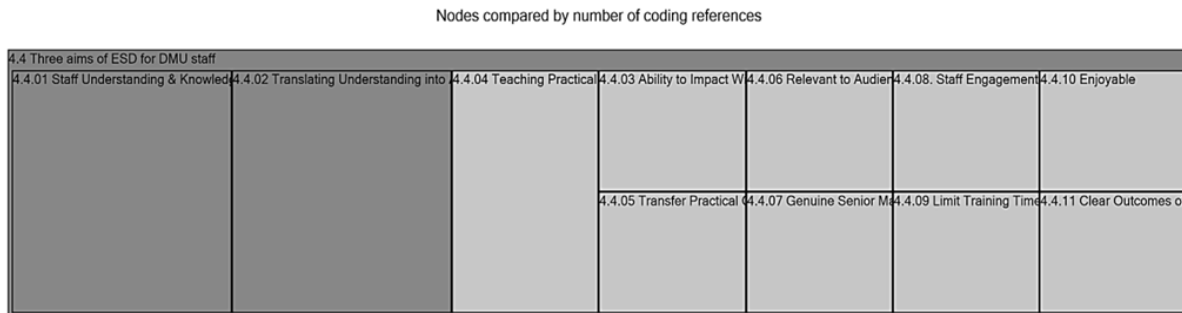 Nodes compared by number of coding references
4.4 Three aims of ESD for DMU staff
4.4.01 Staff Understanding & Knowled
4.4.02 Translating Understanding into
4.4.04 Teaching Practical
4.4.03 Ability to Impact W
4.4.06 Relevant to Audien
4.4.08. Staff Engagement
4.4.10 Enjoyable
4.4.05 Transfer Practical
4.4.07 Genuine Senior Ma
4.4.09 Limit Training Time
4.4.11 Clear Outcomes o